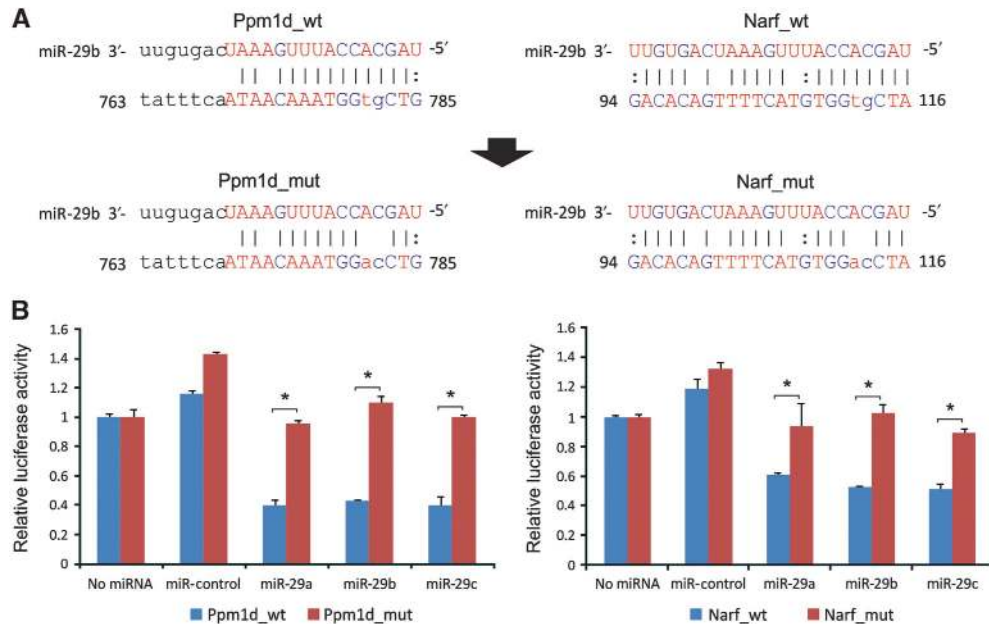 A
Ppm1d_wt
miR-29b 3′- uugugacUAAAGUUUACCACGAU -5′
|| ||||||||||:
763 tatttcaATAACAAATGGtgCTG 785
Narf_wt
miR-29b 3′- UUGUGACUAAAGUUUACCACGAU -5′
:|||| | |||||:||||||||
94 GACACAGTTTTCATGTGGtgCTA 116
Ppm1d_mut
miR-29b 3′- uugugacUAAAGUUUACCACGAU -5′
|| ||||||| ||:
763 tatttcaATAACAAATGGacCTG 785
Narf_mut
miR-29b 3′- UUGUGACUAAAGUUUACCACGAU -5′
:|||| | |||||:||| |||
94 GACACAGTTTTCATGTGGacCTA 116
B
Relative luciferase activity
1.6
1.4
1.2
1
0.8
0.6
0.4
0.2
0
* * *
No miRNA miR-control miR-29a miR-29b miR-29c
Ppm1d_wt Ppm1d_mut
Relative luciferase activity
1.6
1.4
1.2
1
0.8
0.6
0.4
0.2
0
* * *
No miRNA miR-control miR-29a miR-29b miR-29c
Narf_wt Narf_mut